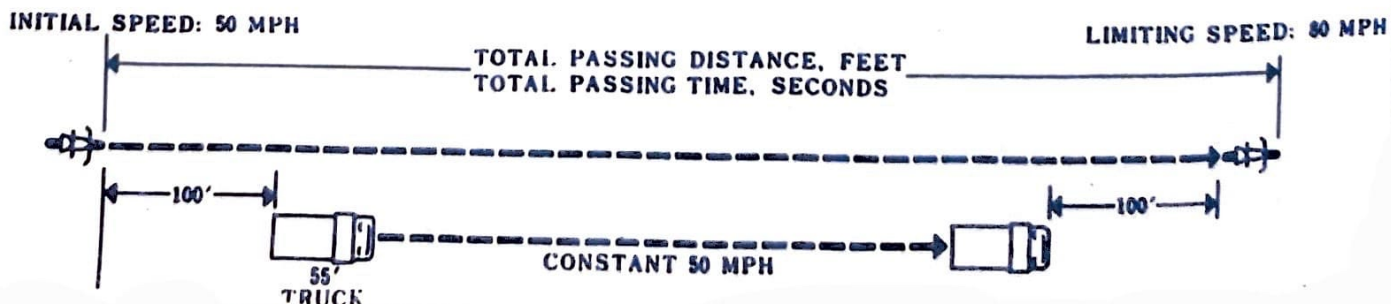 INITIAL SPEED: 50 MPH
LIMITING SPEED: 80 MPH
TOTAL PASSING DISTANCE, FEET
TOTAL PASSING TIME, SECONDS
100'
100'
55'
TRUCK
CONSTANT 50 MPH